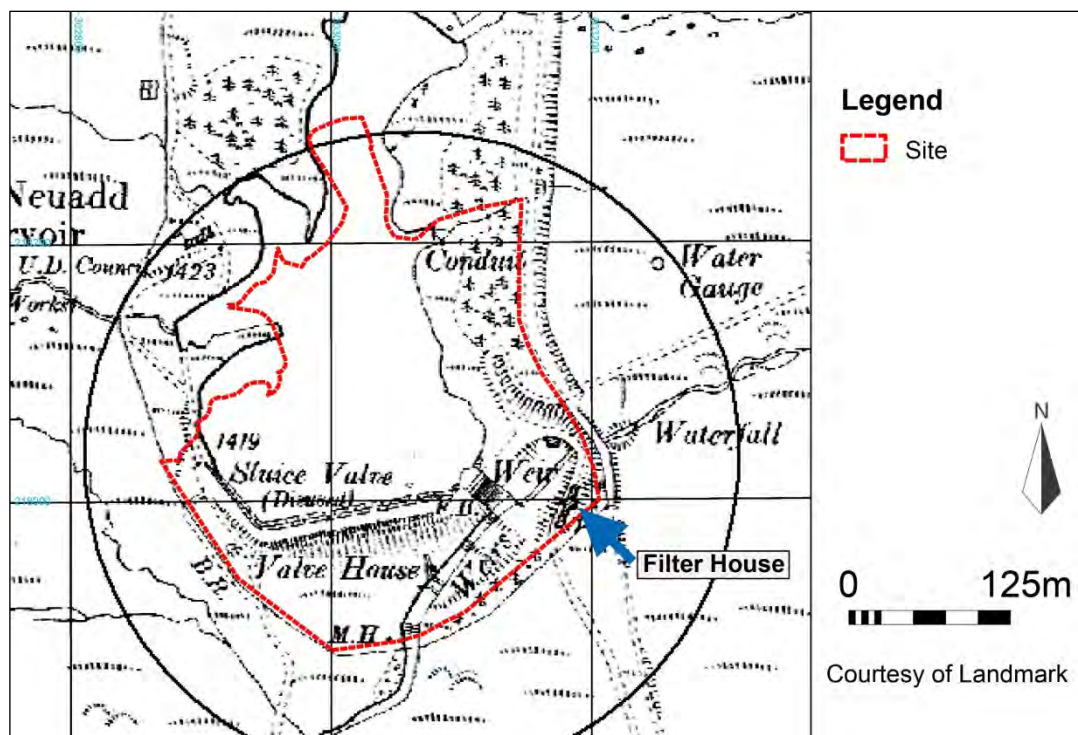 Neuadd
U.D. Council
1423
Works
Conduit
Water
Gauge
Waterfall
1419
Sluice Valve
(Disused)
Weir
F.B.
Valve House
Weirs
M.H.
Filter House
Legend
Site
N
0 125m
Courtesy of Landmark